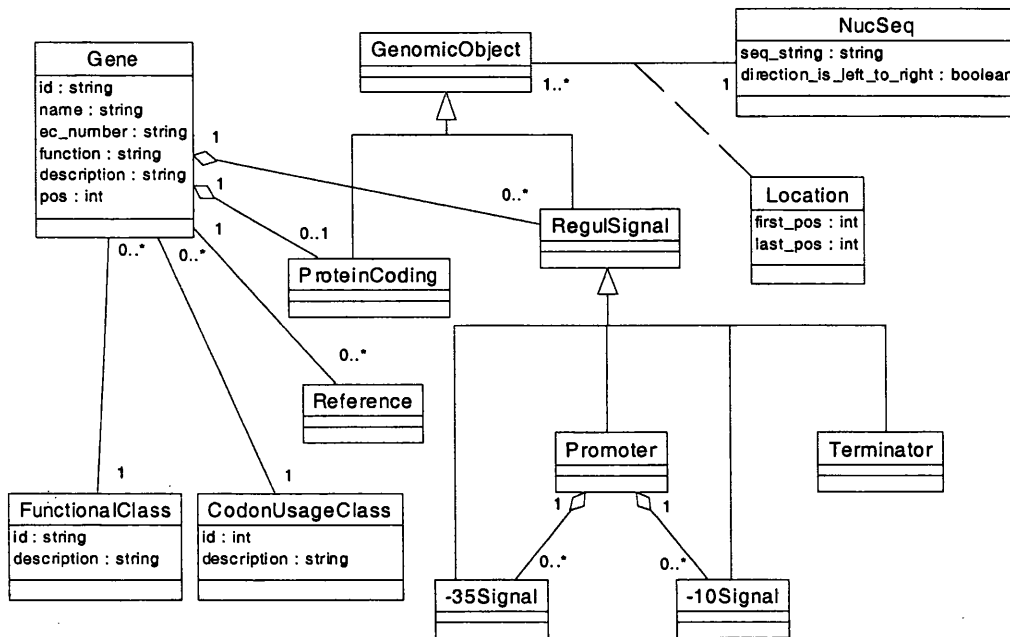 NucSeq
seq_string : string
direction_is_left_to_right : boolean
GenomicObject
1..*
1
Gene
id : string
name : string
ec_number : string
function : string
description : string
pos : int
1
1
1
0..*
0..1
RegulSignal
Location
first_pos : int
last_pos : int
0..*
0..*
ProteinCoding
0..*
Reference
Promoter
Terminator
1
1
FunctionalClass
id : string
description : string
CodonUsageClass
id : int
description : string
1
1
0..*
0..*
-35Signal
-10Signal